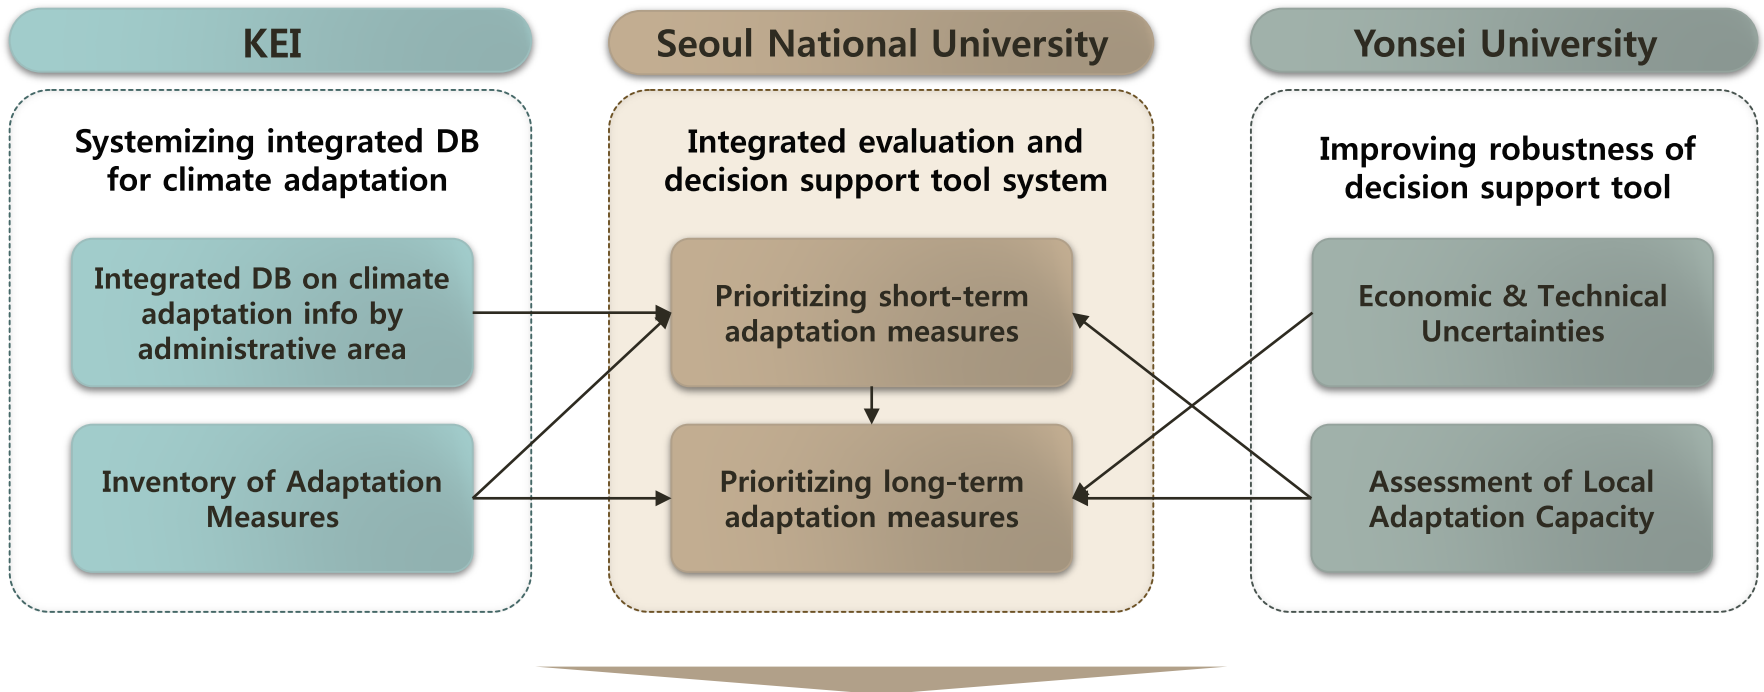 KEI
Systemizing integrated DB
for climate adaptation
Integrated DB on climate
adaptation info by
administrative area
Inventory of Adaptation
Measures
Seoul National University
Integrated evaluation and
decision support tool system
Prioritizing short-term
adaptation measures
Prioritizing long-term
adaptation measures
Yonsei University
Improving robustness of
decision support tool
Economic & Technical
Uncertainties
Assessment of Local
Adaptation Capacity